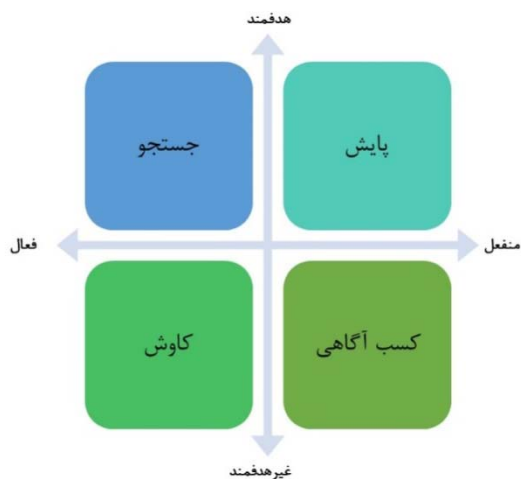 هدفمند
پایش
جستجو
منفعل
فعال
کسب آگاهی
کاوش
غیرهدفمند